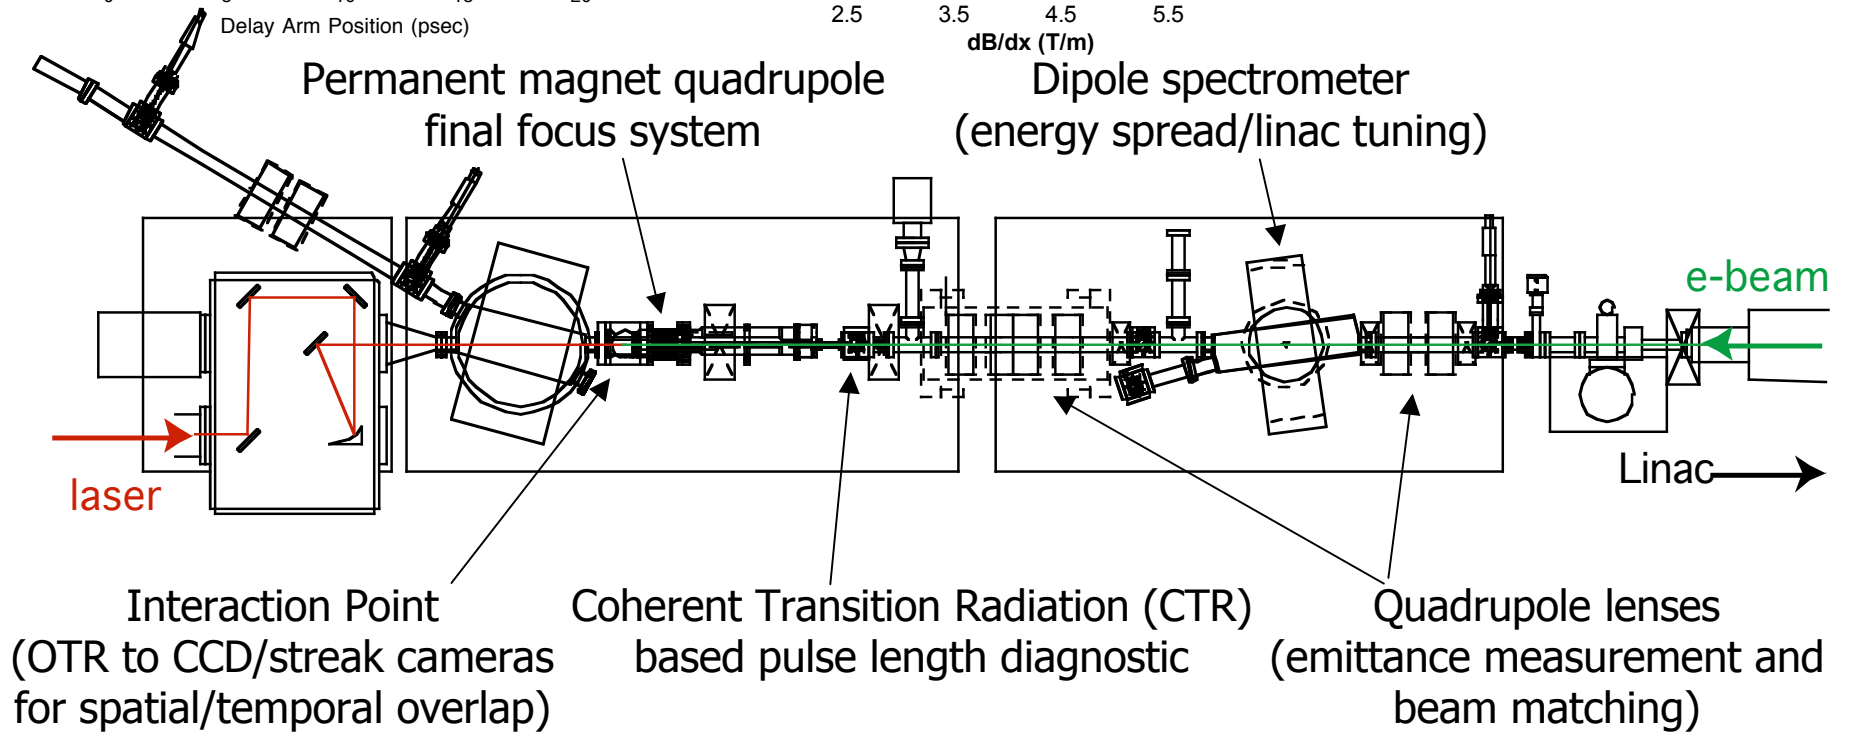 Delay Arm Position (psec)
2.5 3.5 4.5 5.5
dB/dx (T/m)
Permanent magnet quadrupole
final focus system
Dipole spectrometer
(energy spread/linac tuning)
e-beam
Linac
laser
Interaction Point
(OTR to CCD/streak cameras
for spatial/temporal overlap)
Coherent Transition Radiation (CTR)
based pulse length diagnostic
Quadrupole lenses
(emittance measurement and
beam matching)